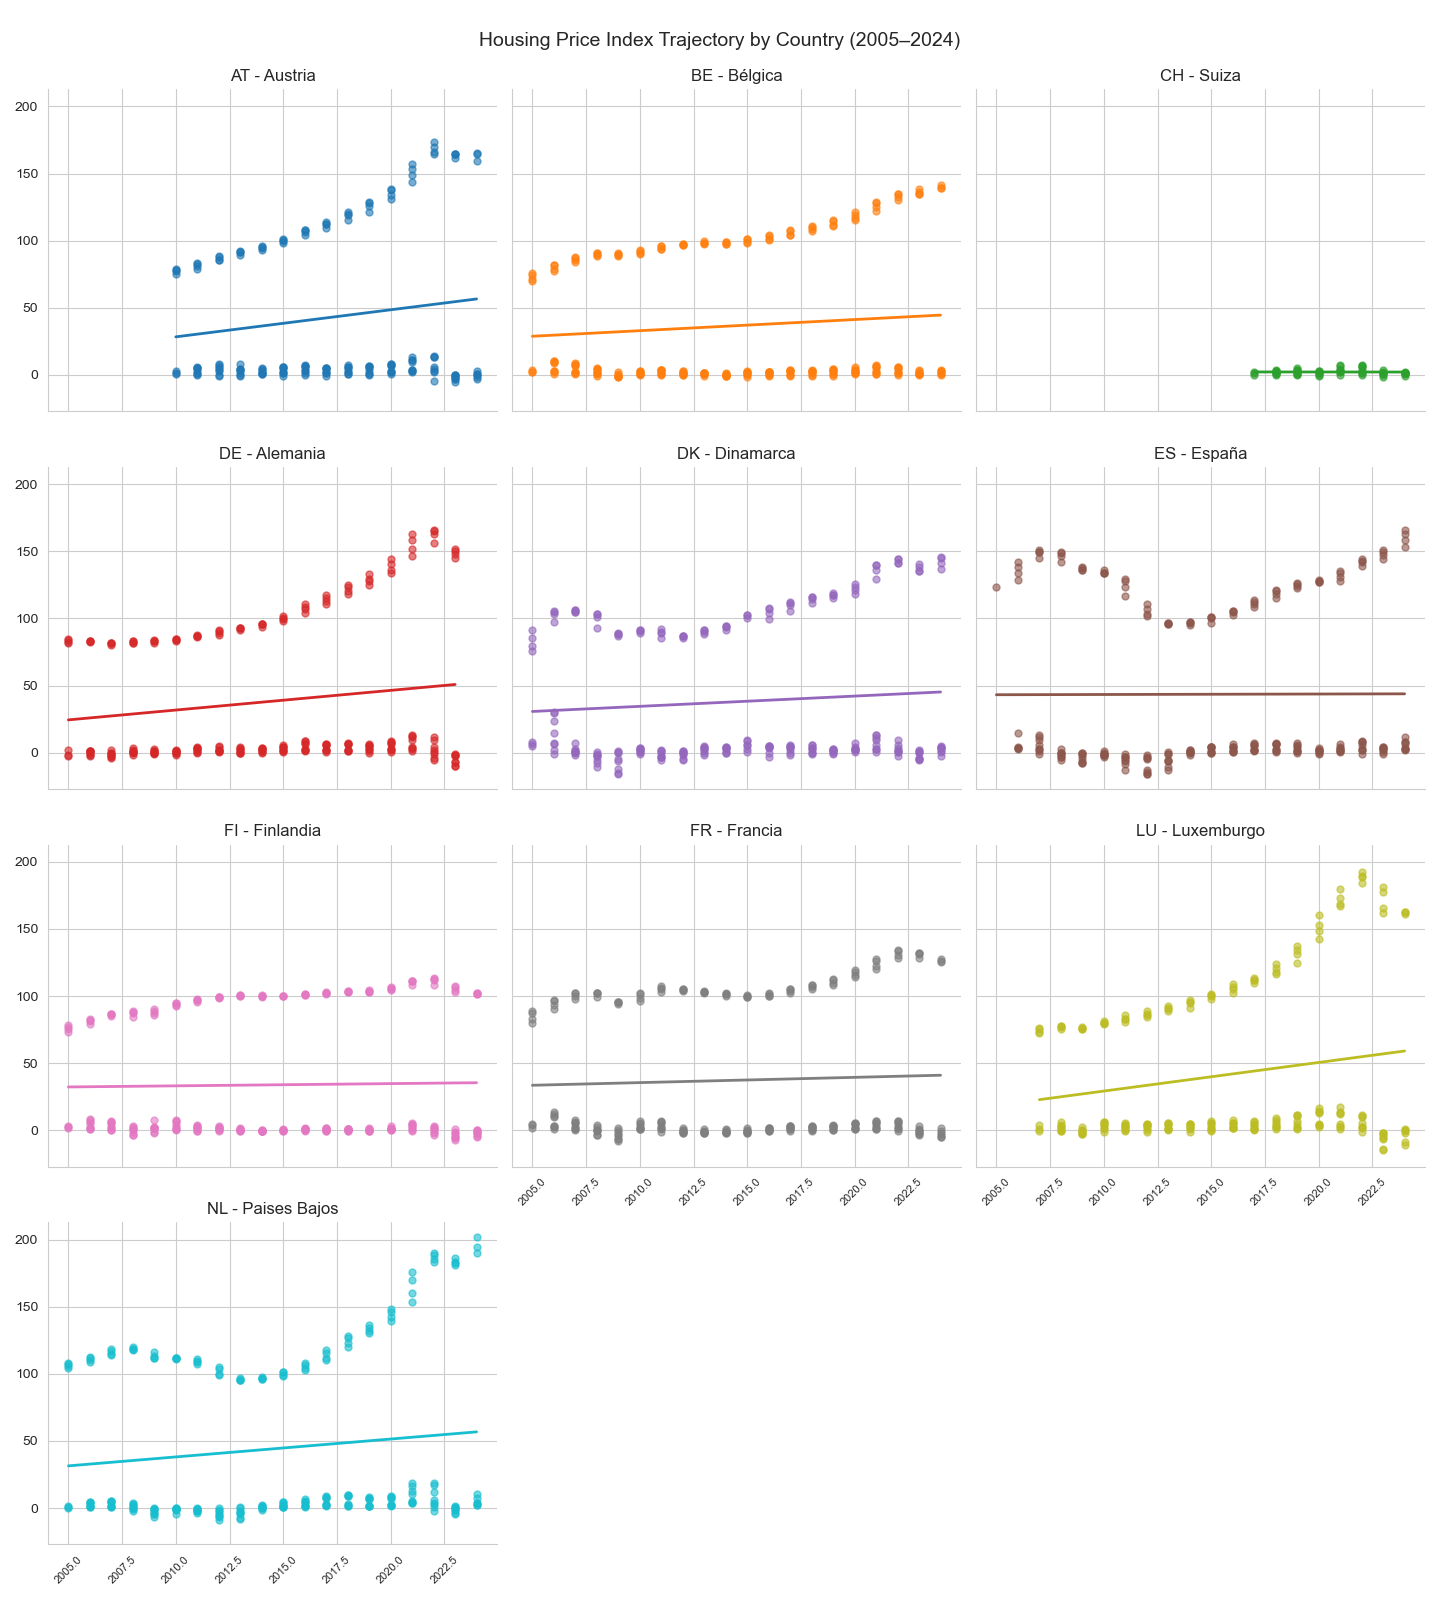 Housing Price Index Trajectory by Country (2005–2024)
AT - Austria
BE - Bélgica
CH - Suiza
200
150
100
50
0
DE - Alemania
DK - Dinamarca
ES - España
200
150
100
50
0
FI - Finlandia
FR - Francia
LU - Luxemburgo
200
150
100
50
0
2005.0 2007.5 2010.0 2012.5 2015.0 2017.5 2020.0 2022.5
2005.0 2007.5 2010.0 2012.5 2015.0 2017.5 2020.0 2022.5
NL - Paises Bajos
200
150
100
50
0
2005.0 2007.5 2010.0 2012.5 2015.0 2017.5 2020.0 2022.5